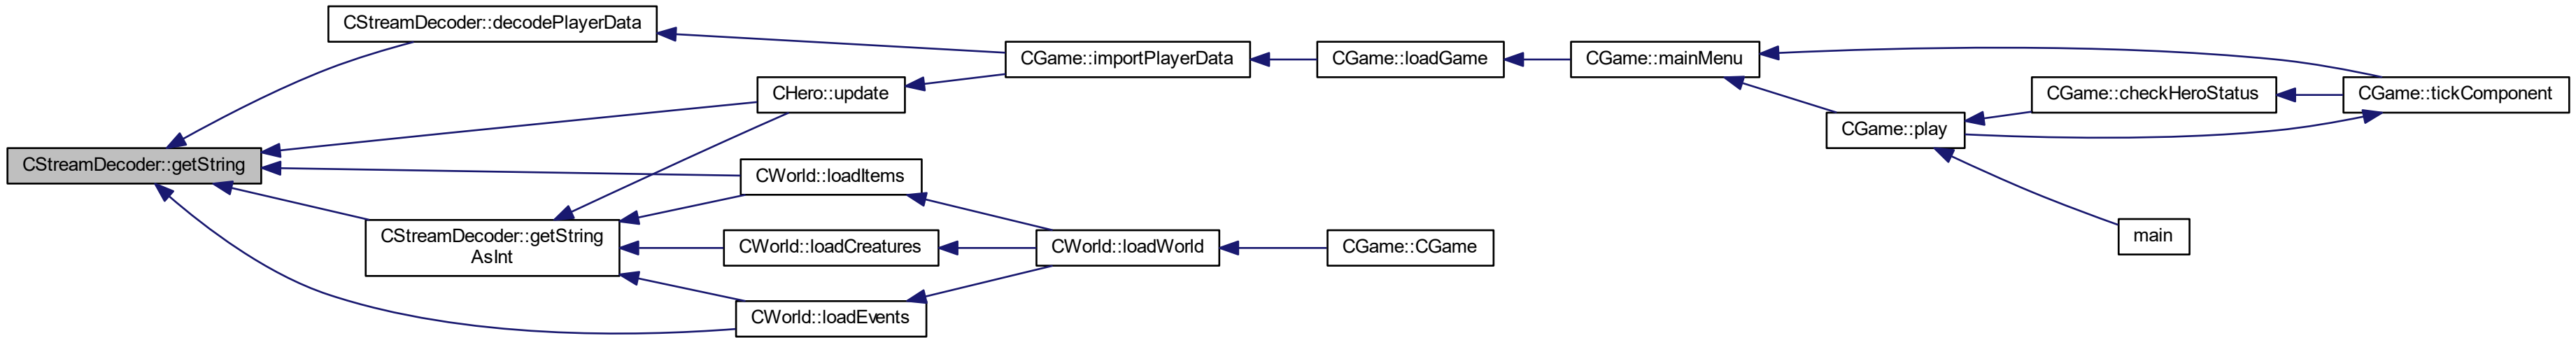 CStreamDecoder::getString
CStreamDecoder::decodePlayerData
CHero::update
CWorld::loadItems
CStreamDecoder::getString
AsInt
CWorld::loadCreatures
CWorld::loadEvents
CGame::importPlayerData
CWorld::loadWorld
CGame::loadGame
CGame::CGame
CGame::mainMenu
CGame::play
CGame::checkHeroStatus
CGame::tickComponent
main